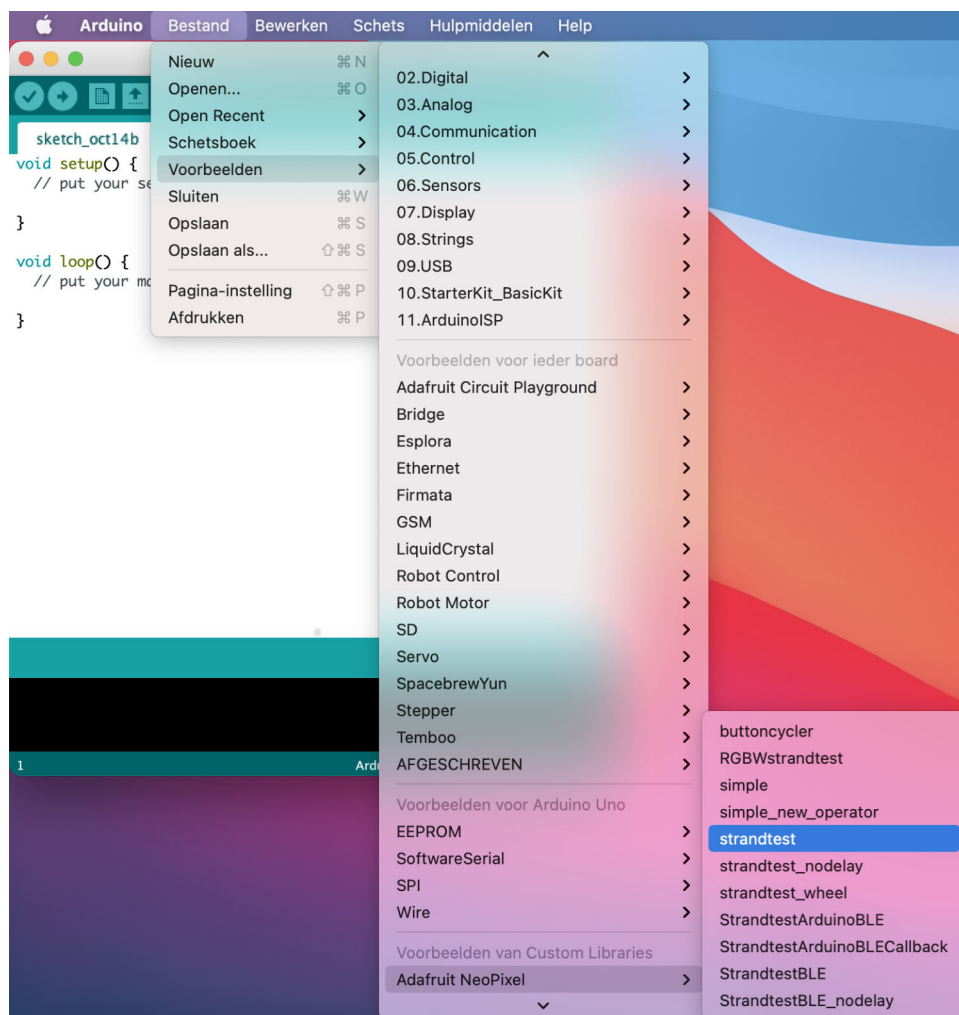 Arduino Bestand Bewerken Schets Hulpmiddelen Help
sketch_oct14b
void setup() {
// put your se
}
void loop() {
// put your mo
}
1
Ardu
Nieuw ⌘ N
Openen... ⌘ O
Open Recent
Schetsboek
Voorbeelden
Sluiten ⌘ W
Opslaan ⌘ S
Opslaan als... ⇧ ⌘ S
Pagina-instelling ⇧ ⌘ P
Afdrukken ⌘ P
02.Digital
03.Analog
04.Communication
05.Control
06.Sensors
07.Display
08.Strings
09.USB
10.StarterKit_BasicKit
11.ArduinoISP
Voorbeelden voor ieder board
Adafruit Circuit Playground
Bridge
Esplora
Ethernet
Firmata
GSM
LiquidCrystal
Robot Control
Robot Motor
SD
Servo
SpacebrewYun
Stepper
Temboo
AFGESCHREVEN
Voorbeelden voor Arduino Uno
EEPROM
SoftwareSerial
SPI
Wire
Voorbeelden van Custom Libraries
Adafruit NeoPixel
buttoncycler
RGBWstrandtest
simple
simple_new_operator
strandtest
strandtest_nodelay
strandtest_wheel
StrandtestArduinoBLE
StrandtestArduinoBLECallback
StrandtestBLE
StrandtestBLE_nodelay